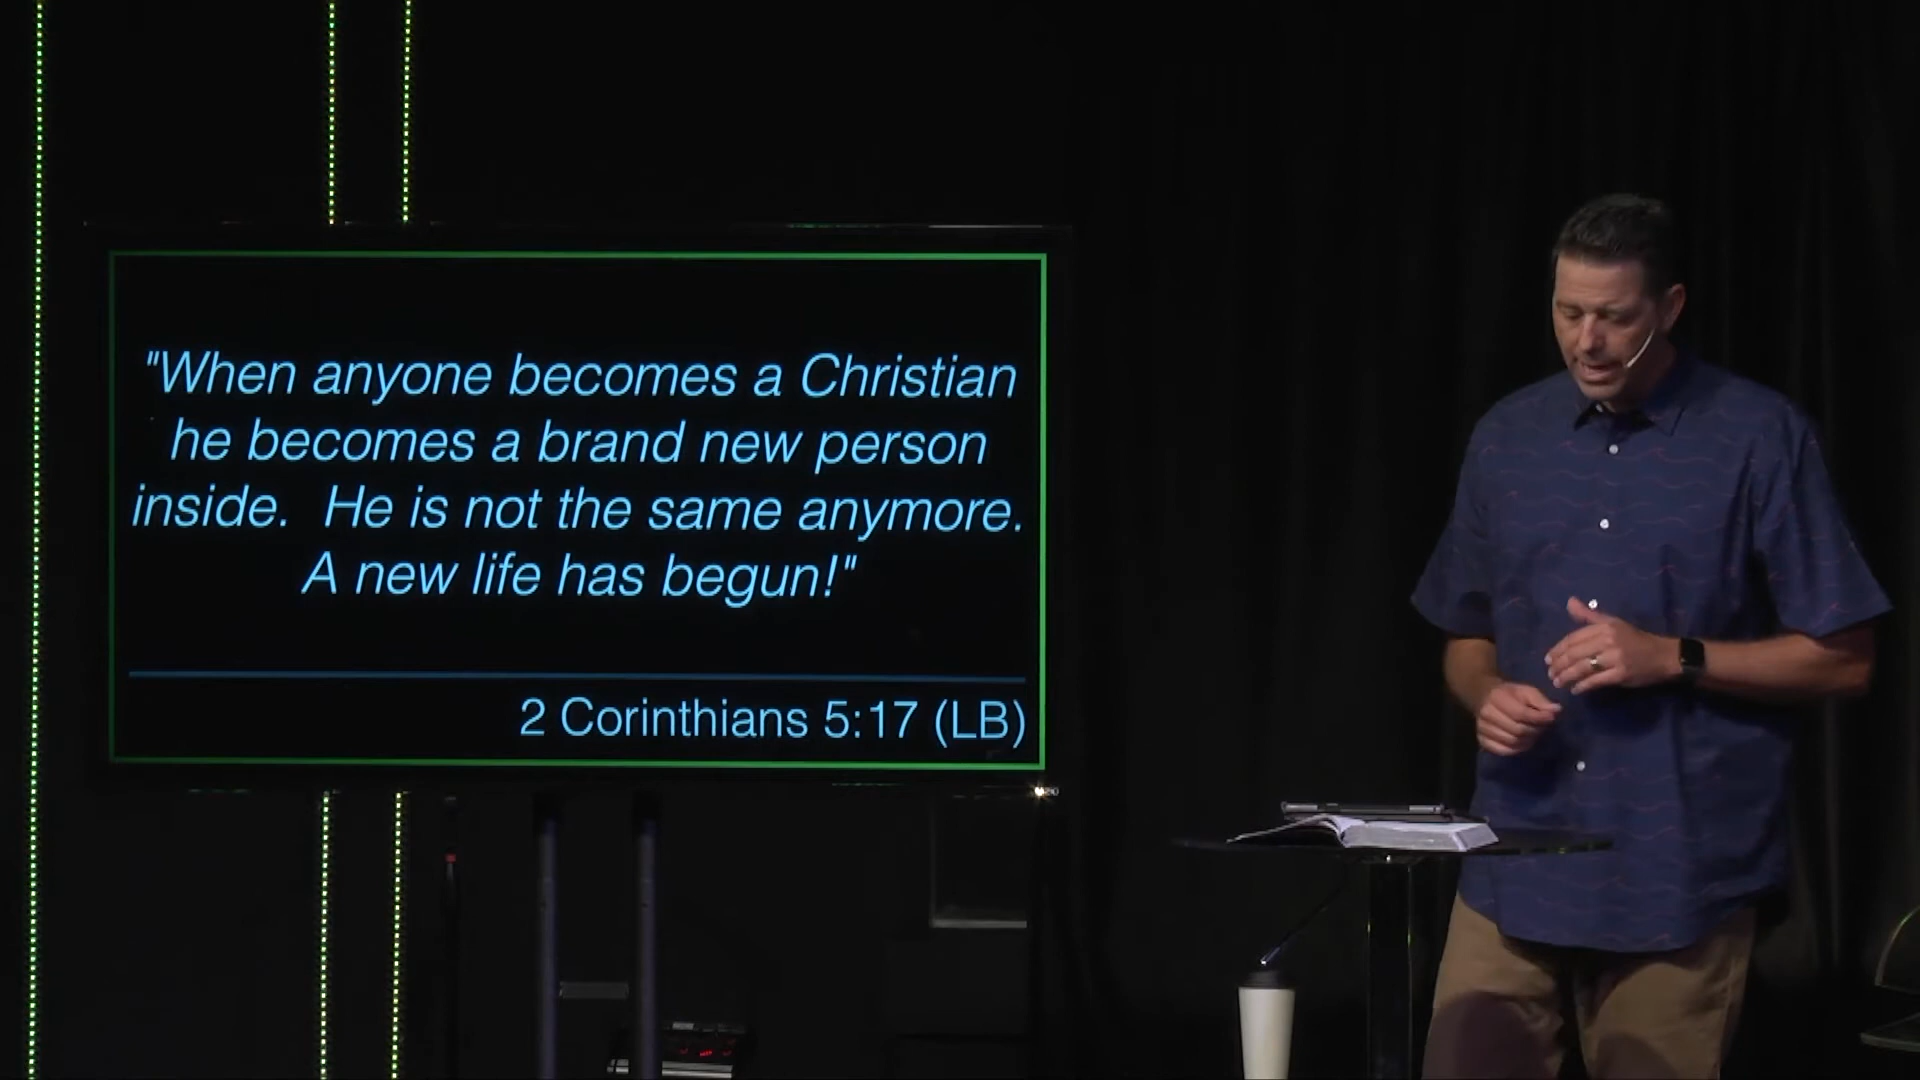 "When anyone becomes a Christian
he becomes a brand new person
inside.  He is not the same anymore.
A new life has begun!"
2 Corinthians 5:17 (LB)